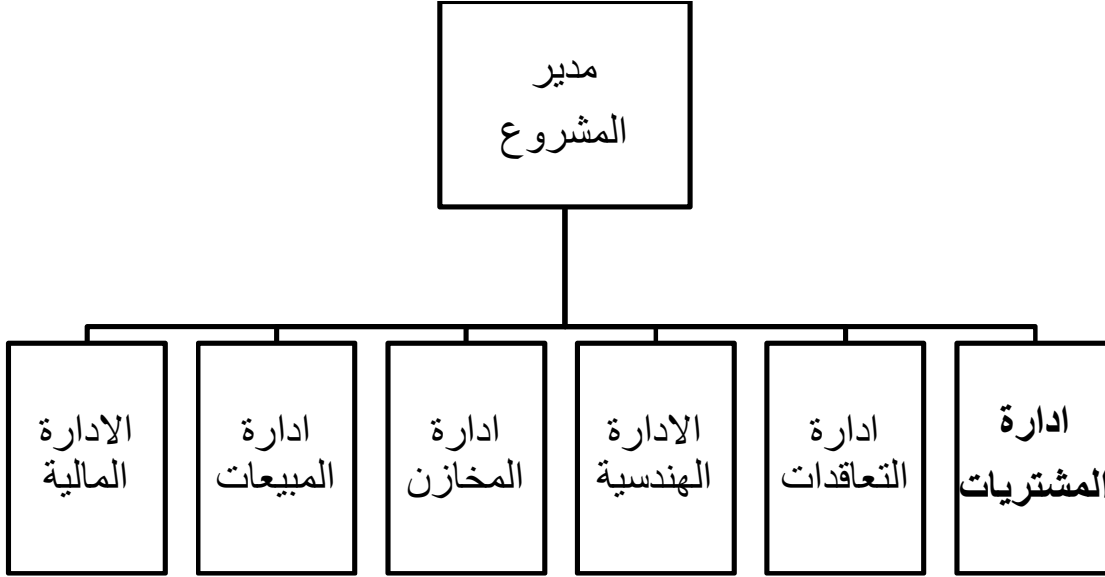 مدير
المشروع
ادارة
المشتريات
ادارة
التعاقدات
الادارة
الهندسية
ادارة
المخازن
ادارة
المبيعات
الادارة
المالية